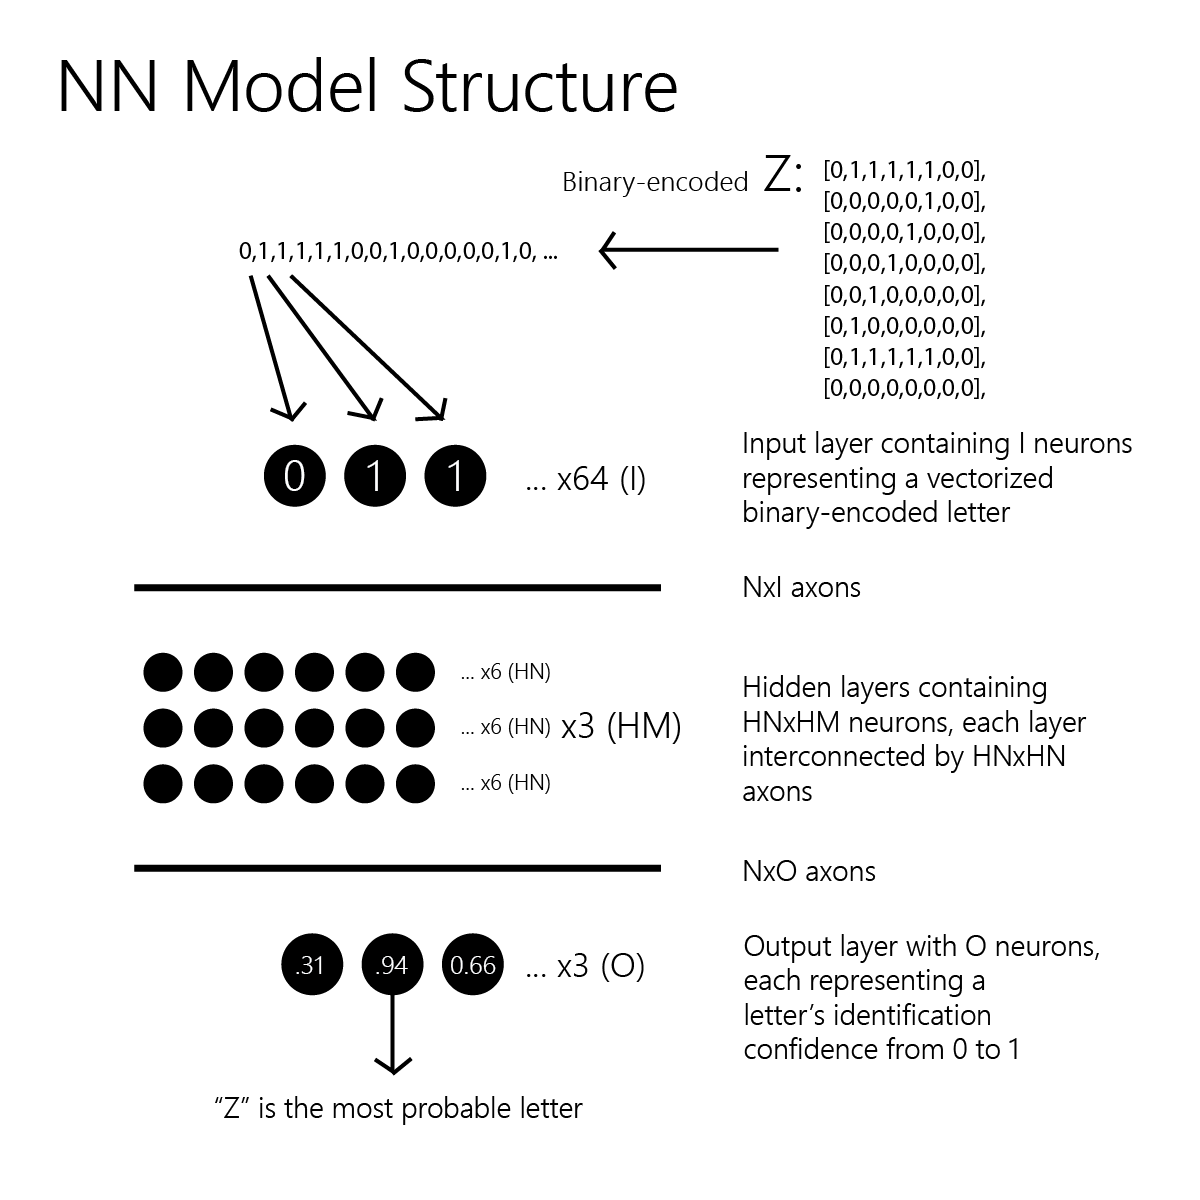 NN Model Structure
Binary-encoded Z:
[0,1,1,1,1,1,0,0],
[0,0,0,0,0,1,0,0],
[0,0,0,0,1,0,0,0],
[0,0,0,1,0,0,0,0],
[0,0,1,0,0,0,0,0],
[0,1,0,0,0,0,0,0],
[0,1,1,1,1,1,0,0],
[0,0,0,0,0,0,0,0],
0,1,1,1,1,1,0,0,1,0,0,0,0,0,1,0, ...
0 1 1 ... x64 (I)
Input layer containing I neurons
representing a vectorized
binary-encoded letter
NxI axons
... x6 (HN)
... x6 (HN) x3 (HM)
... x6 (HN)
Hidden layers containing
HNxHM neurons, each layer
interconnected by HNxHN
axons
NxO axons
.31 .94 0.66 ... x3 (O)
Output layer with O neurons,
each representing a
letter’s identification
confidence from 0 to 1
“Z” is the most probable letter